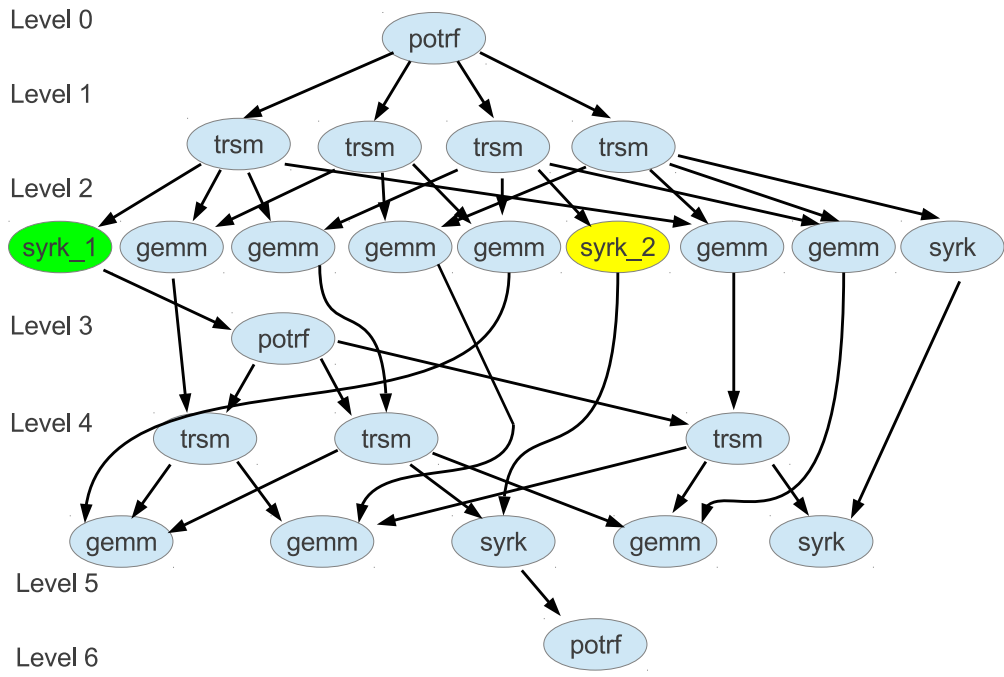 Level 0
potrf
Level 1
trsm trsm trsm trsm
Level 2
syrk_1 gemm gemm gemm gemm syrk_2 gemm gemm syrk
Level 3
potrf
Level 4
trsm trsm trsm
gemm gemm syrk gemm syrk
Level 5
potrf
Level 6